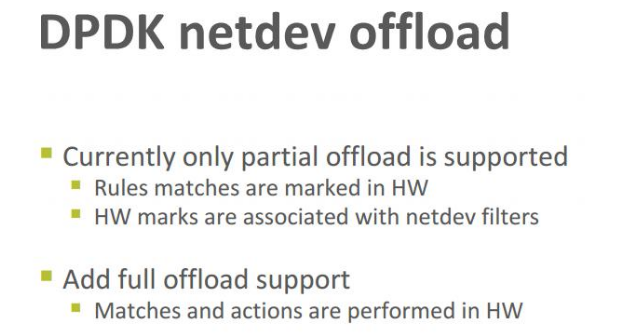 DPDK netdev offload
▪ Currently only partial offload is supported
▪ Rules matches are marked in HW
▪ HW marks are associated with netdev filters
▪ Add full offload support
▪ Matches and actions are performed in HW